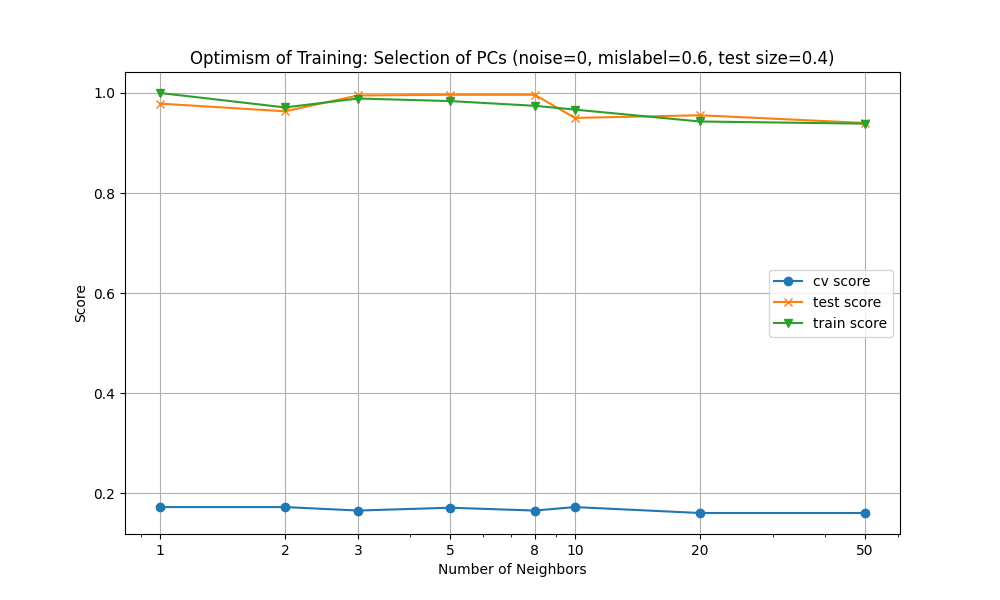 Optimism of Training: Selection of PCs (noise=0, mislabel=0.6, test size=0.4)
1.0
0.8
0.6
0.4
0.2
Score
cv score
test score
train score
1 2 3 5 8 10 20 50
Number of Neighbors